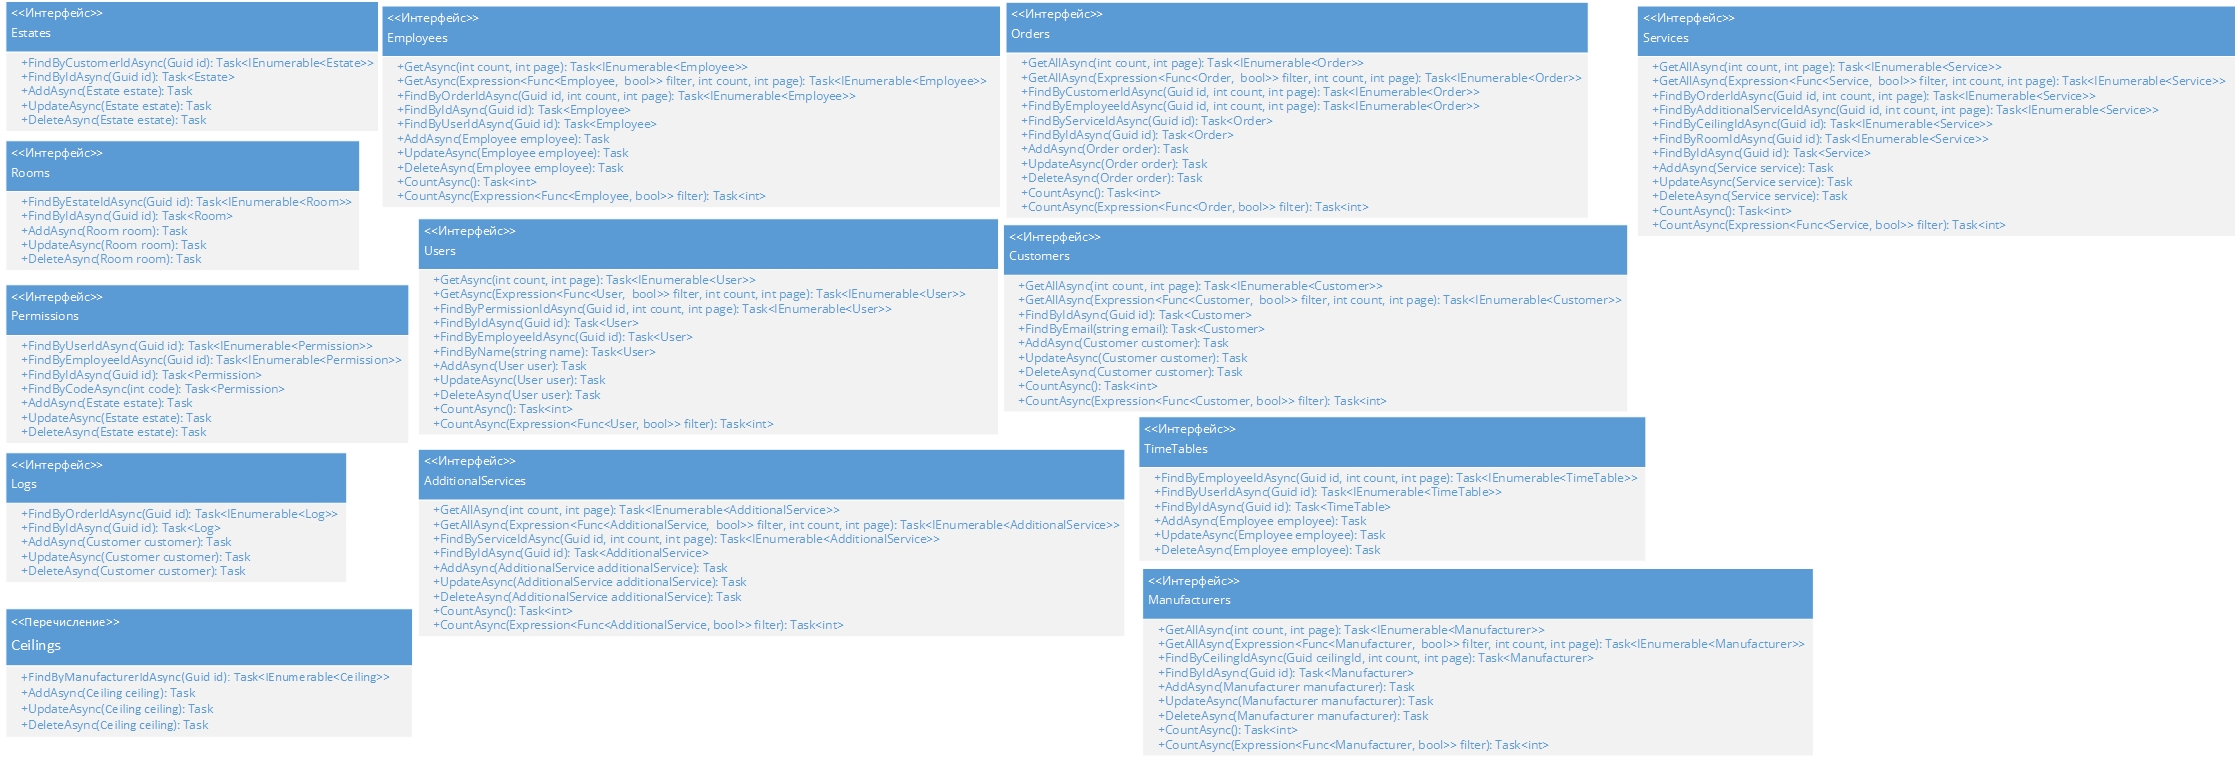 <<Интерфейс>>
Estates
+FindByCustomerIdAsync(Guid id): Task<IEnumerable<Estate>>
+FindByIdAsync(Guid id): Task<Estate>
+AddAsync(Estate estate): Task
+UpdateAsync(Estate estate): Task
+DeleteAsync(Estate estate): Task
<<Интерфейс>>
Rooms
+FindByEstateIdAsync(Guid id): Task<IEnumerable<Room>>
+FindByIdAsync(Guid id): Task<Room>
+AddAsync(Room room): Task
+UpdateAsync(Room room): Task
+DeleteAsync(Room room): Task
<<Интерфейс>>
Permissions
+FindByUserIdAsync(Guid id): Task<IEnumerable<Permission>>
+FindByEmployeeIdAsync(Guid id): Task<IEnumerable<Permission>>
+FindByIdAsync(Guid id): Task<Permission>
+FindByCodeAsync(int code): Task<Permission>
+AddAsync(Estate estate): Task
+UpdateAsync(Estate estate): Task
+DeleteAsync(Estate estate): Task
<<Интерфейс>>
Logs
+FindByOrderIdAsync(Guid id): Task<IEnumerable<Log>>
+FindByIdAsync(Guid id): Task<Log>
+AddAsync(Customer customer): Task
+UpdateAsync(Customer customer): Task
+DeleteAsync(Customer customer): Task
<<Перечисление>>
Ceilings
+FindByManufacturerIdAsync(Guid id): Task<IEnumerable<Ceiling>>
+AddAsync(Ceiling ceiling): Task
+UpdateAsync(Ceiling ceiling): Task
+DeleteAsync(Ceiling ceiling): Task
<<Интерфейс>>
Employees
+GetAsync(int count, int page): Task<IEnumerable<Employee>>
+GetAsync(Expression<Func<Employee, bool>> filter, int count, int page): Task<IEnumerable<Employee>>
+FindByOrderIdAsync(Guid id, int count, int page): Task<IEnumerable<Employee>>
+FindByIdAsync(Guid id): Task<Employee>
+FindByUserIdAsync(Guid id): Task<Employee>
+AddAsync(Employee employee): Task
+UpdateAsync(Employee employee): Task
+DeleteAsync(Employee employee): Task
+CountAsync(): Task<int>
+CountAsync(Expression<Func<Employee, bool>> filter): Task<int>
<<Интерфейс>>
Users
+GetAsync(int count, int page): Task<IEnumerable<User>>
+GetAsync(Expression<Func<User, bool>> filter, int count, int page): Task<IEnumerable<User>>
+FindByPermissionIdAsync(Guid id, int count, int page): Task<IEnumerable<User>>
+FindByIdAsync(Guid id): Task<User>
+FindByEmployeeIdAsync(Guid id): Task<User>
+FindByName(string name): Task<User>
+AddAsync(User user): Task
+UpdateAsync(User user): Task
+DeleteAsync(User user): Task
+CountAsync(): Task<int>
+CountAsync(Expression<Func<User, bool>> filter): Task<int>
<<Интерфейс>>
AdditionalServices
+GetAllAsync(int count, int page): Task<IEnumerable<AdditionalService>>
+GetAllAsync(Expression<Func<AdditionalService, bool>> filter, int count, int page): Task<IEnumerable<AdditionalService>>
+FindByServiceIdAsync(Guid id, int count, int page): Task<IEnumerable<AdditionalService>>
+FindByIdAsync(Guid id): Task<AdditionalService>
+AddAsync(AdditionalService additionalService): Task
+UpdateAsync(AdditionalService additionalService): Task
+DeleteAsync(AdditionalService additionalService): Task
+CountAsync(): Task<int>
+CountAsync(Expression<Func<AdditionalService, bool>> filter): Task<int>
<<Интерфейс>>
Orders
+GetAllAsync(int count, int page): Task<IEnumerable<Order>>
+GetAllAsync(Expression<Func<Order, bool>> filter, int count, int page): Task<IEnumerable<Order>>
+FindByCustomerIdAsync(Guid id, int count, int page): Task<IEnumerable<Order>>
+FindByEmployeeIdAsync(Guid id, int count, int page): Task<IEnumerable<Order>>
+FindByServiceIdAsync(Guid id): Task<Order>
+FindByIdAsync(Guid id): Task<Order>
+AddAsync(Order order): Task
+UpdateAsync(Order order): Task
+DeleteAsync(Order order): Task
+CountAsync(): Task<int>
+CountAsync(Expression<Func<Order, bool>> filter): Task<int>
<<Интерфейс>>
Customers
+GetAllAsync(int count, int page): Task<IEnumerable<Customer>>
+GetAllAsync(Expression<Func<Customer, bool>> filter, int count, int page): Task<IEnumerable<Customer>>
+FindByIdAsync(Guid id): Task<Customer>
+FindByEmail(string email): Task<Customer>
+AddAsync(Customer customer): Task
+UpdateAsync(Customer customer): Task
+DeleteAsync(Customer customer): Task
+CountAsync(): Task<int>
+CountAsync(Expression<Func<Customer, bool>> filter): Task<int>
<<Интерфейс>>
TimeTables
+FindByEmployeeIdAsync(Guid id, int count, int page): Task<IEnumerable<TimeTable>>
+FindByUserIdAsync(Guid id): Task<IEnumerable<TimeTable>>
+FindByIdAsync(Guid id): Task<TimeTable>
+AddAsync(Employee employee): Task
+UpdateAsync(Employee employee): Task
+DeleteAsync(Employee employee): Task
<<Интерфейс>>
Manufacturers
+GetAllAsync(int count, int page): Task<IEnumerable<Manufacturer>>
+GetAllAsync(Expression<Func<Manufacturer, bool>> filter, int count, int page): Task<IEnumerable<Manufacturer>>
+FindByCeilingIdAsync(Guid ceilingId, int count, int page): Task<Manufacturer>
+FindByIdAsync(Guid id): Task<Manufacturer>
+AddAsync(Manufacturer manufacturer): Task
+UpdateAsync(Manufacturer manufacturer): Task
+DeleteAsync(Manufacturer manufacturer): Task
+CountAsync(): Task<int>
+CountAsync(Expression<Func<Manufacturer, bool>> filter): Task<int>
<<Интерфейс>>
Services
+GetAllAsync(int count, int page): Task<IEnumerable<Service>>
+GetAllAsync(Expression<Func<Service, bool>> filter, int count, int page): Task<IEnumerable<Service>>
+FindByOrderIdAsync(Guid id, int count, int page): Task<IEnumerable<Service>>
+FindByAdditionalServiceIdAsync(Guid id, int count, int page): Task<IEnumerable<Service>>
+FindByCeilingIdAsync(Guid id): Task<IEnumerable<Service>>
+FindByRoomIdAsync(Guid id): Task<IEnumerable<Service>>
+FindByIdAsync(Guid id): Task<Service>
+AddAsync(Service service): Task
+UpdateAsync(Service service): Task
+DeleteAsync(Service service): Task
+CountAsync(): Task<int>
+CountAsync(Expression<Func<Service, bool>> filter): Task<int>